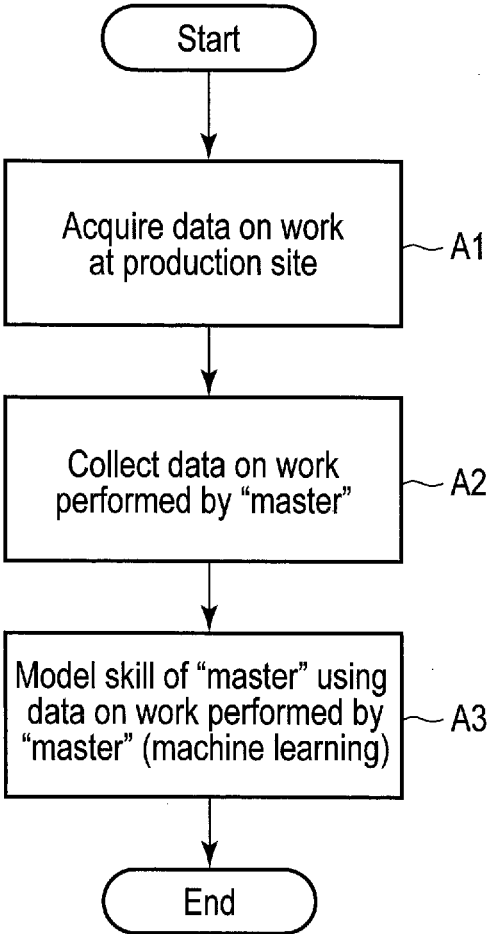 Start
Acquire data on work
at production site
A1
Collect data on work
performed by “master”
A2
Model skill of “master” using
data on work performed by
“master” (machine learning)
A3
End